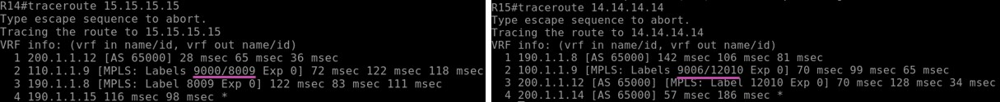 R14#traceroute 15.15.15.15
Type escape sequence to abort.
Tracing the route to 15.15.15.15
VRF info: (vrf in name/id, vrf out name/id)
1 200.1.1.12 [AS 65000] 28 msec 65 msec 36 msec
2 110.1.1.9 [MPLS: Labels 9000/8009 Exp 0] 72 msec 122 msec 118 msec
3 190.1.1.8 [MPLS: Label 8009 Exp 0] 122 msec 83 msec 111 msec
4 190.1.1.15 116 msec 98 msec *
R15#traceroute 14.14.14.14
Type escape sequence to abort.
Tracing the route to 14.14.14.14
VRF info: (vrf in name/id, vrf out name/id)
1 190.1.1.8 [AS 65000] 142 msec 106 msec 81 msec
2 100.1.1.9 [MPLS: Labels 9006/12010 Exp 0] 70 msec 99 msec 65 msec
3 200.1.1.12 [AS 65000] [MPLS: Label 12010 Exp 0] 70 msec 128 msec 34 msec
4 200.1.1.14 [AS 65000] 57 msec 186 msec *